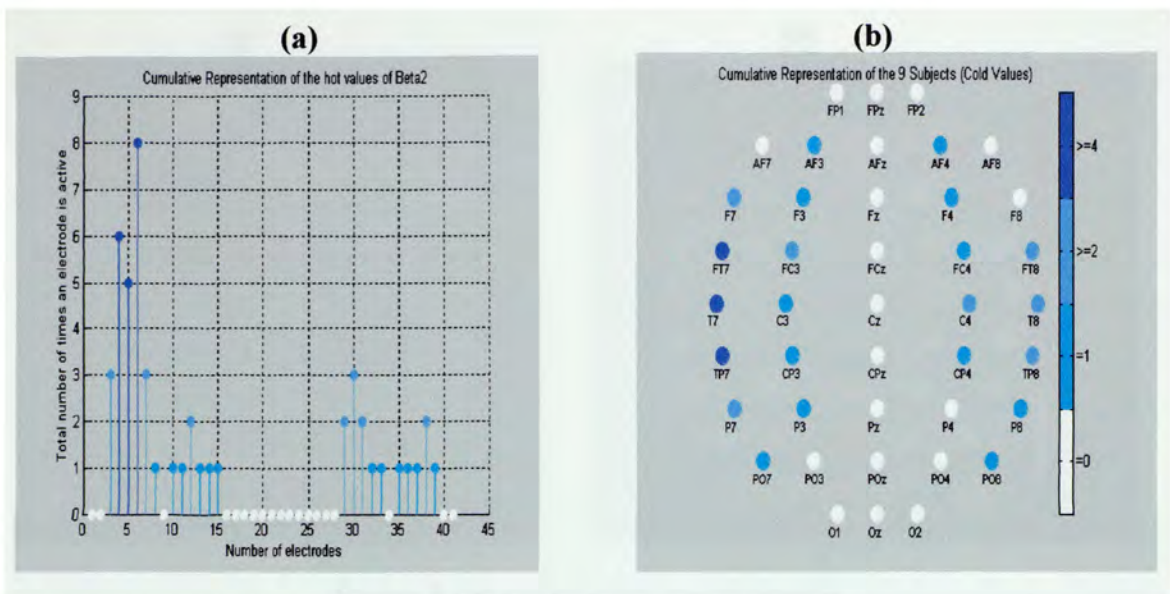 (a)
Cumulative Representation of the hot values of Beta2
9
8
7
6
5
4
3
2
1
0
0 5 10 15 20 25 30 35 40 45
Total number of times an electrode is active
Number of electrodes
(b)
Cumulative Representation of the 9 Subjects (Cold Values)
FP1 FPz FP2
AF7 AF3 AFz AF4 AF8
F7 F3 Fz F4 F8
FT7 FC3 FCz FC4 FT8
T7 C3 Cz C4 T8
TP7 CP3 CPz CP4 TP8
P7 P3 Pz P4 P8
PO7 PO3 POz PO4 PO8
O1 Oz O2
>=4
>=2
=1
=0